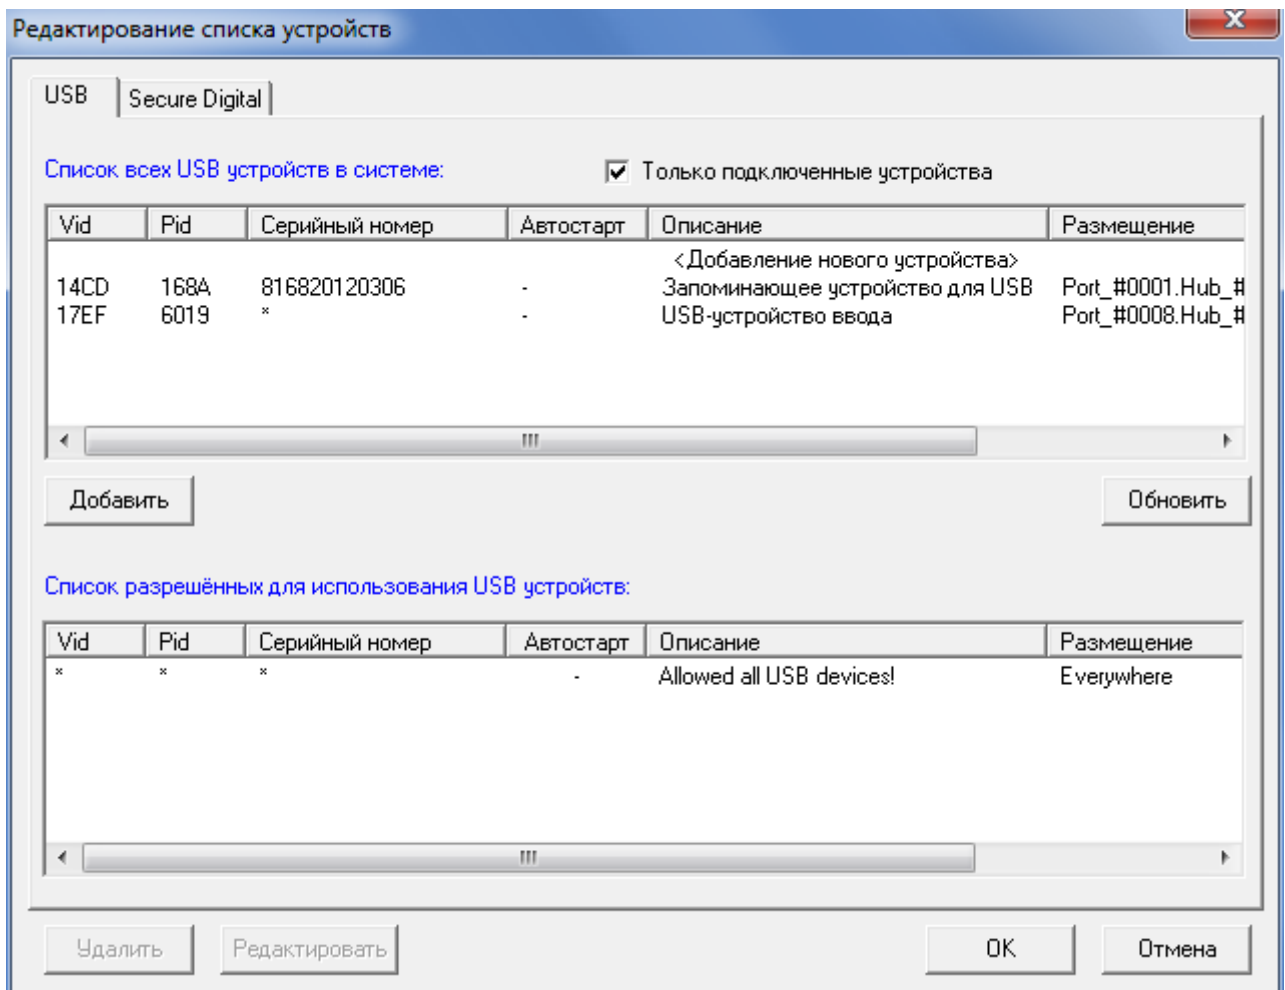 Редактирование списка устройств
USB Secure Digital
Список всех USB устройств в системе: Только подключенные устройства
Vid Pid Серийный номер Автостарт Описание Размещение
<Добавление нового устройства>
14CD 168A 816820120306 - Запоминающее устройство для USB Port_#0001.Hub_#
17EF 6019 * - USB-устройство ввода Port_#0008.Hub_#
Добавить Обновить
Список разрешённых для использования USB устройств:
Vid Pid Серийный номер Автостарт Описание Размещение
* * * - Allowed all USB devices! Everywhere
Удалить Редактировать OK Отмена